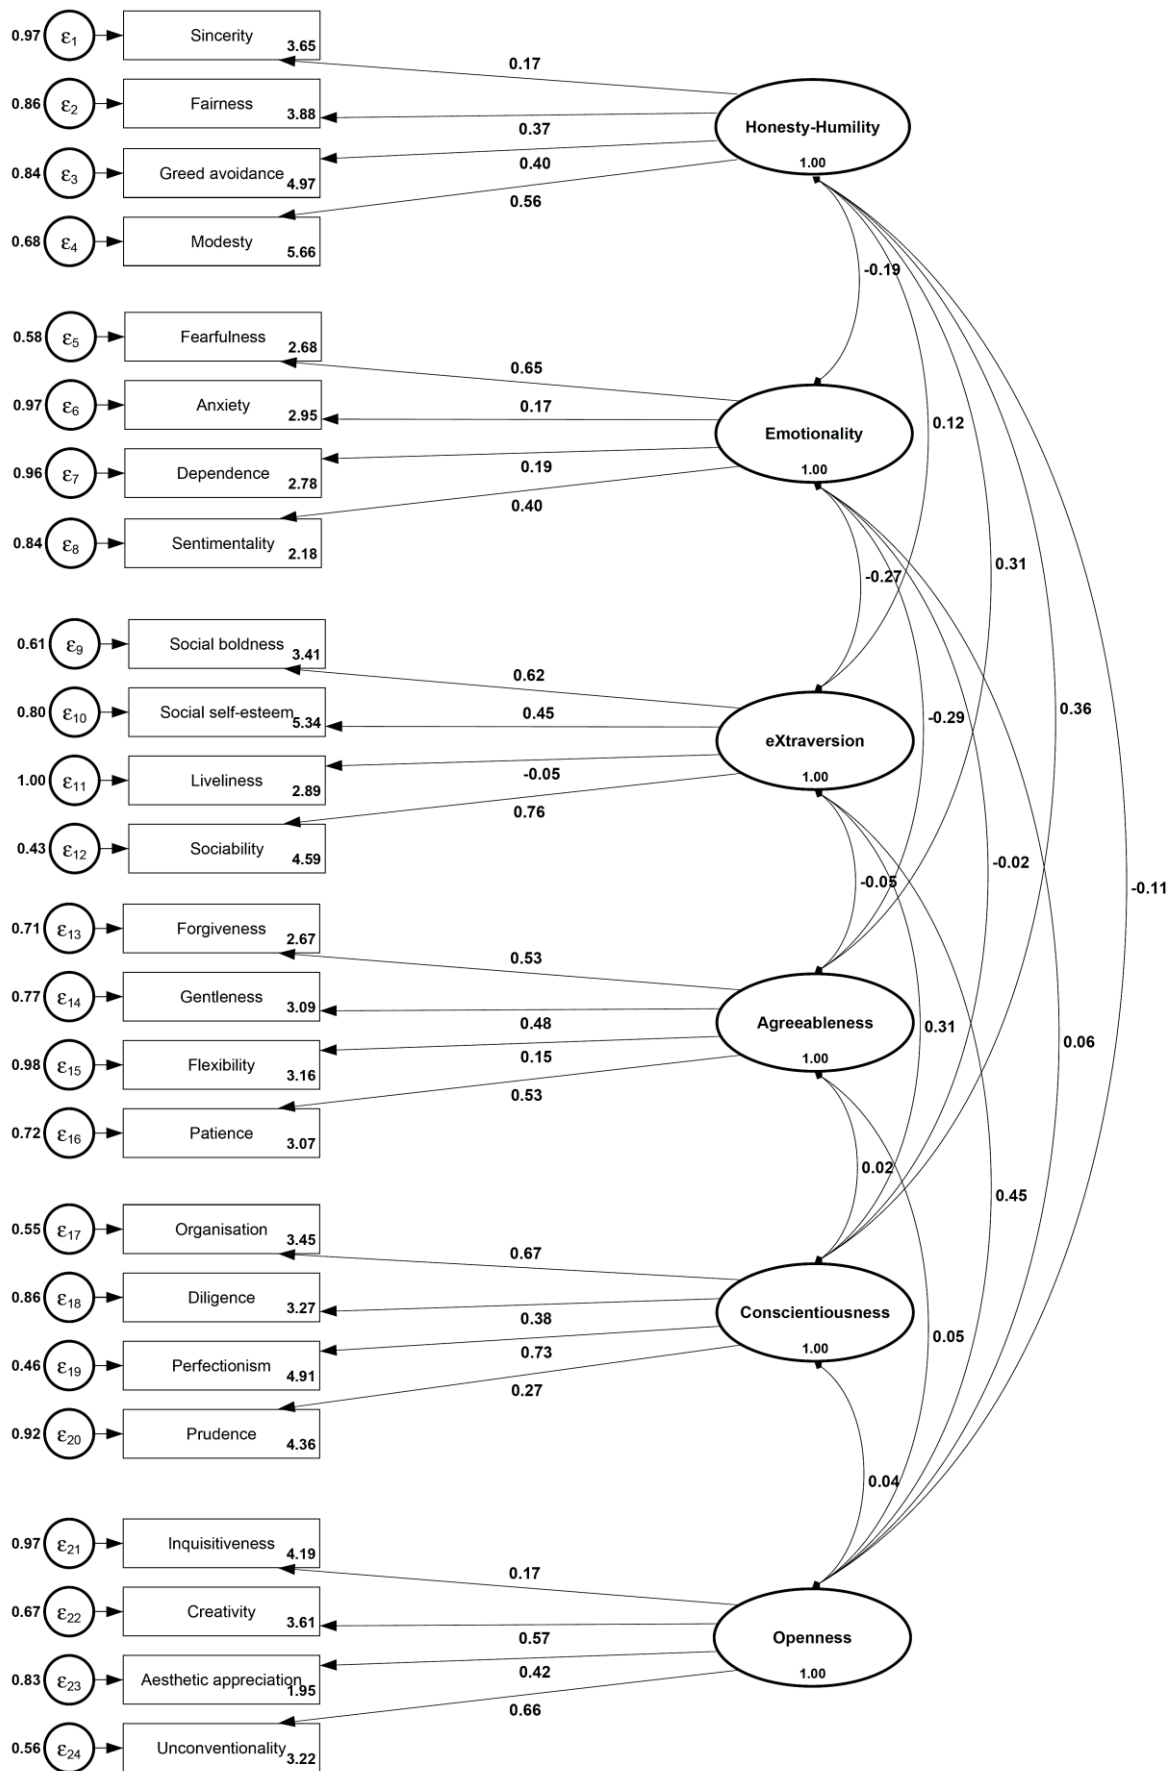 0.97 ε1 Sincerity 3.65
0.17
0.86 ε2 Fairness 3.88
0.37
Honesty-Humility
1.00
0.84 ε3 Greed avoidance 4.97
0.40
0.56
0.68 ε4 Modesty 5.66
-0.19
0.58 ε5 Fearfulness 2.68
0.65
0.97 ε6 Anxiety 2.95
0.17
0.12
Emotionality
1.00
0.96 ε7 Dependence 2.78
0.19
0.40
0.84 ε8 Sentimentality 2.18
0.31
-0.27
0.61 ε9 Social boldness 3.41
0.62
0.80 ε10 Social self-esteem 5.34
0.45
-0.29
0.36
eXtraversion
1.00
1.00 ε11 Liveliness 2.89
-0.05
0.76
0.43 ε12 Sociability 4.59
-0.02
-0.05
-0.11
0.71 ε13 Forgiveness 2.67
0.53
0.77 ε14 Gentleness 3.09
0.48
Agreeableness
1.00
0.31
0.06
0.98 ε15 Flexibility 3.16
0.15
0.53
0.72 ε16 Patience 3.07
0.02
0.45
0.55 ε17 Organisation 3.45
0.67
0.86 ε18 Diligence 3.27
0.38
Conscientiousness
1.00
0.05
0.46 ε19 Perfectionism 4.91
0.73
0.27
0.92 ε20 Prudence 4.36
0.04
0.97 ε21 Inquisitiveness 4.19
0.17
0.67 ε22 Creativity 3.61
0.57
Openness
1.00
0.83 ε23 Aesthetic appreciation 1.95
0.42
0.66
0.56 ε24 Unconventionality 3.22